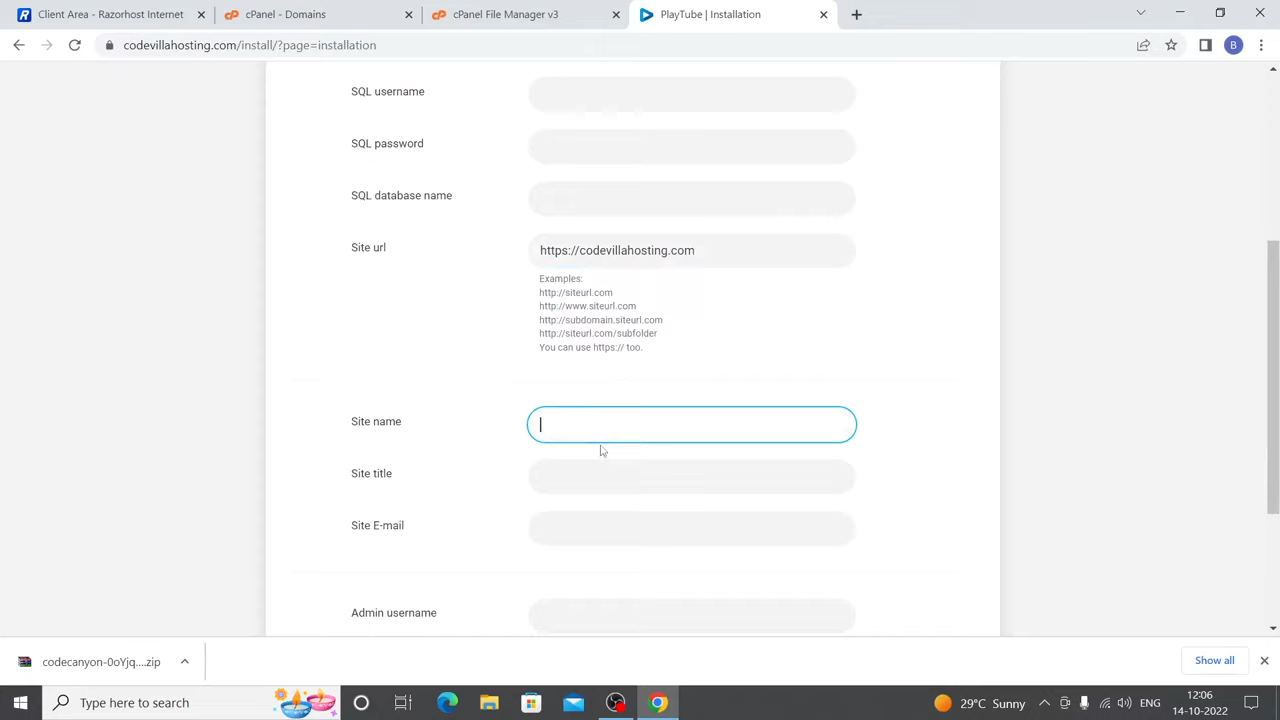 Client Area - Razorhost Internet
cPanel - Domains
cPanel File Manager v3
PlayTube | Installation
codevillahosting.com/install/?page=installation
B
SQL username
SQL password
SQL database name
Site url
https://codevillahosting.com
Examples:
http://siteurl.com
http://www.siteurl.com
http://subdomain.siteurl.com
http://siteurl.com/subfolder
You can use https:// too.
Site name
Site title
Site E-mail
Admin username
codecanyon-0oYjq....zip
Show all
Type here to search
29°C Sunny
ENG
12:06
14-10-2022